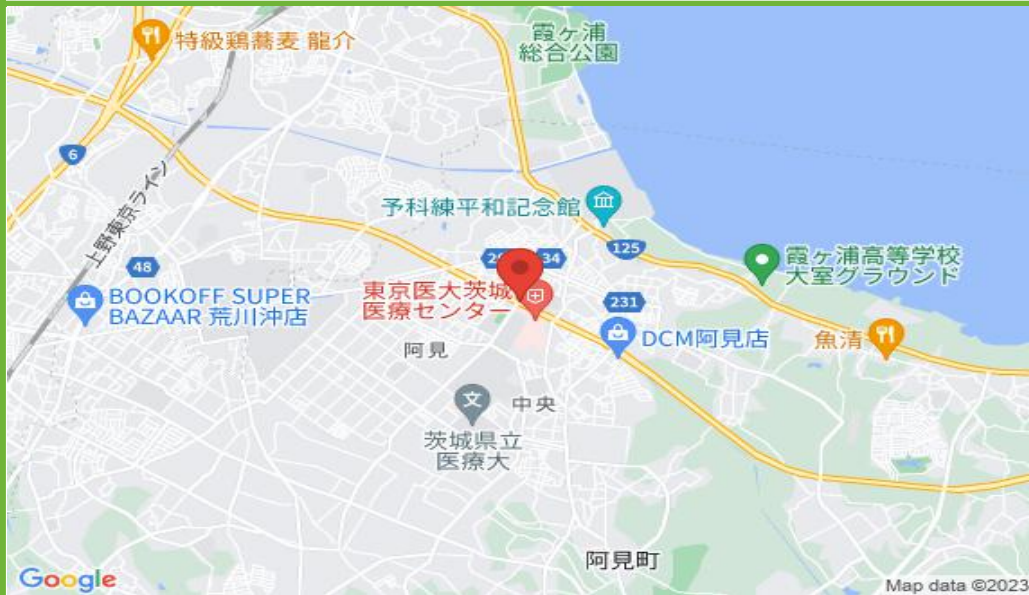 霞ヶ浦
総合公園
特級鶏蕎麦 龍介
6
上野東京ライン
予科練平和記念館
125
34
48
霞ヶ浦高等学校
大室グラウンド
BOOKOFF SUPER
BAZAAR 荒川沖店
東京医大茨城
医療センター
231
DCM阿見店
魚清
阿見
文
中央
茨城県立
医療大
阿見町
Google
Map data ©2023